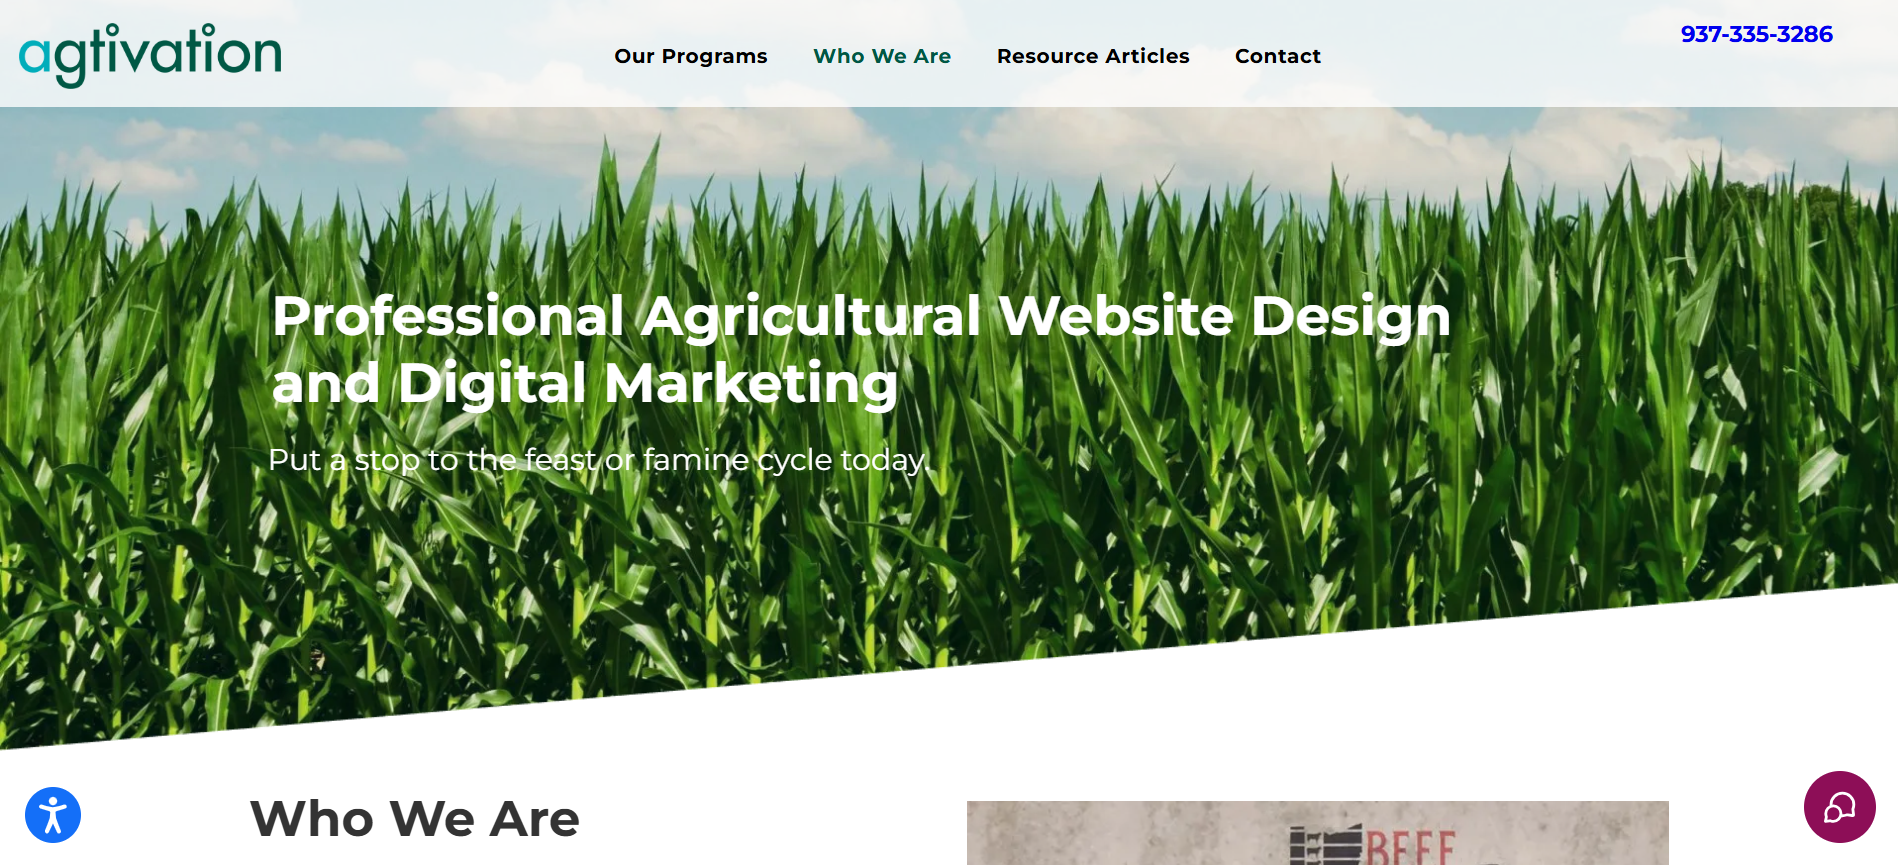 agtivation
Our Programs
Who We Are
Resource Articles
Contact
937-335-3286
Professional Agricultural Website Design
and Digital Marketing
Put a stop to the feast or famine cycle today.
Who We Are
BEEF